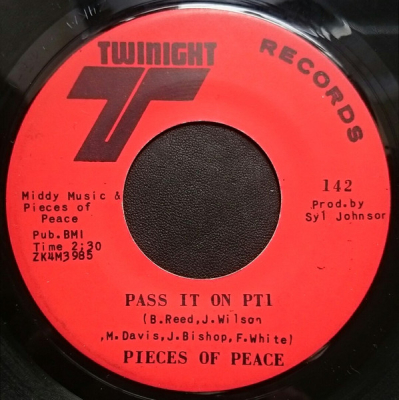 TWINIGHT
RECORDS
Middy Music &
Pieces of
Peace
Pub.BMI
Time 2:30
ZK4M3985
142
Prod.by
Syl Johnson
PASS IT ON PT1
(B.Reed,J.Wilson
,M.Davis,J.Bishop,F.White)
PIECES OF PEACE